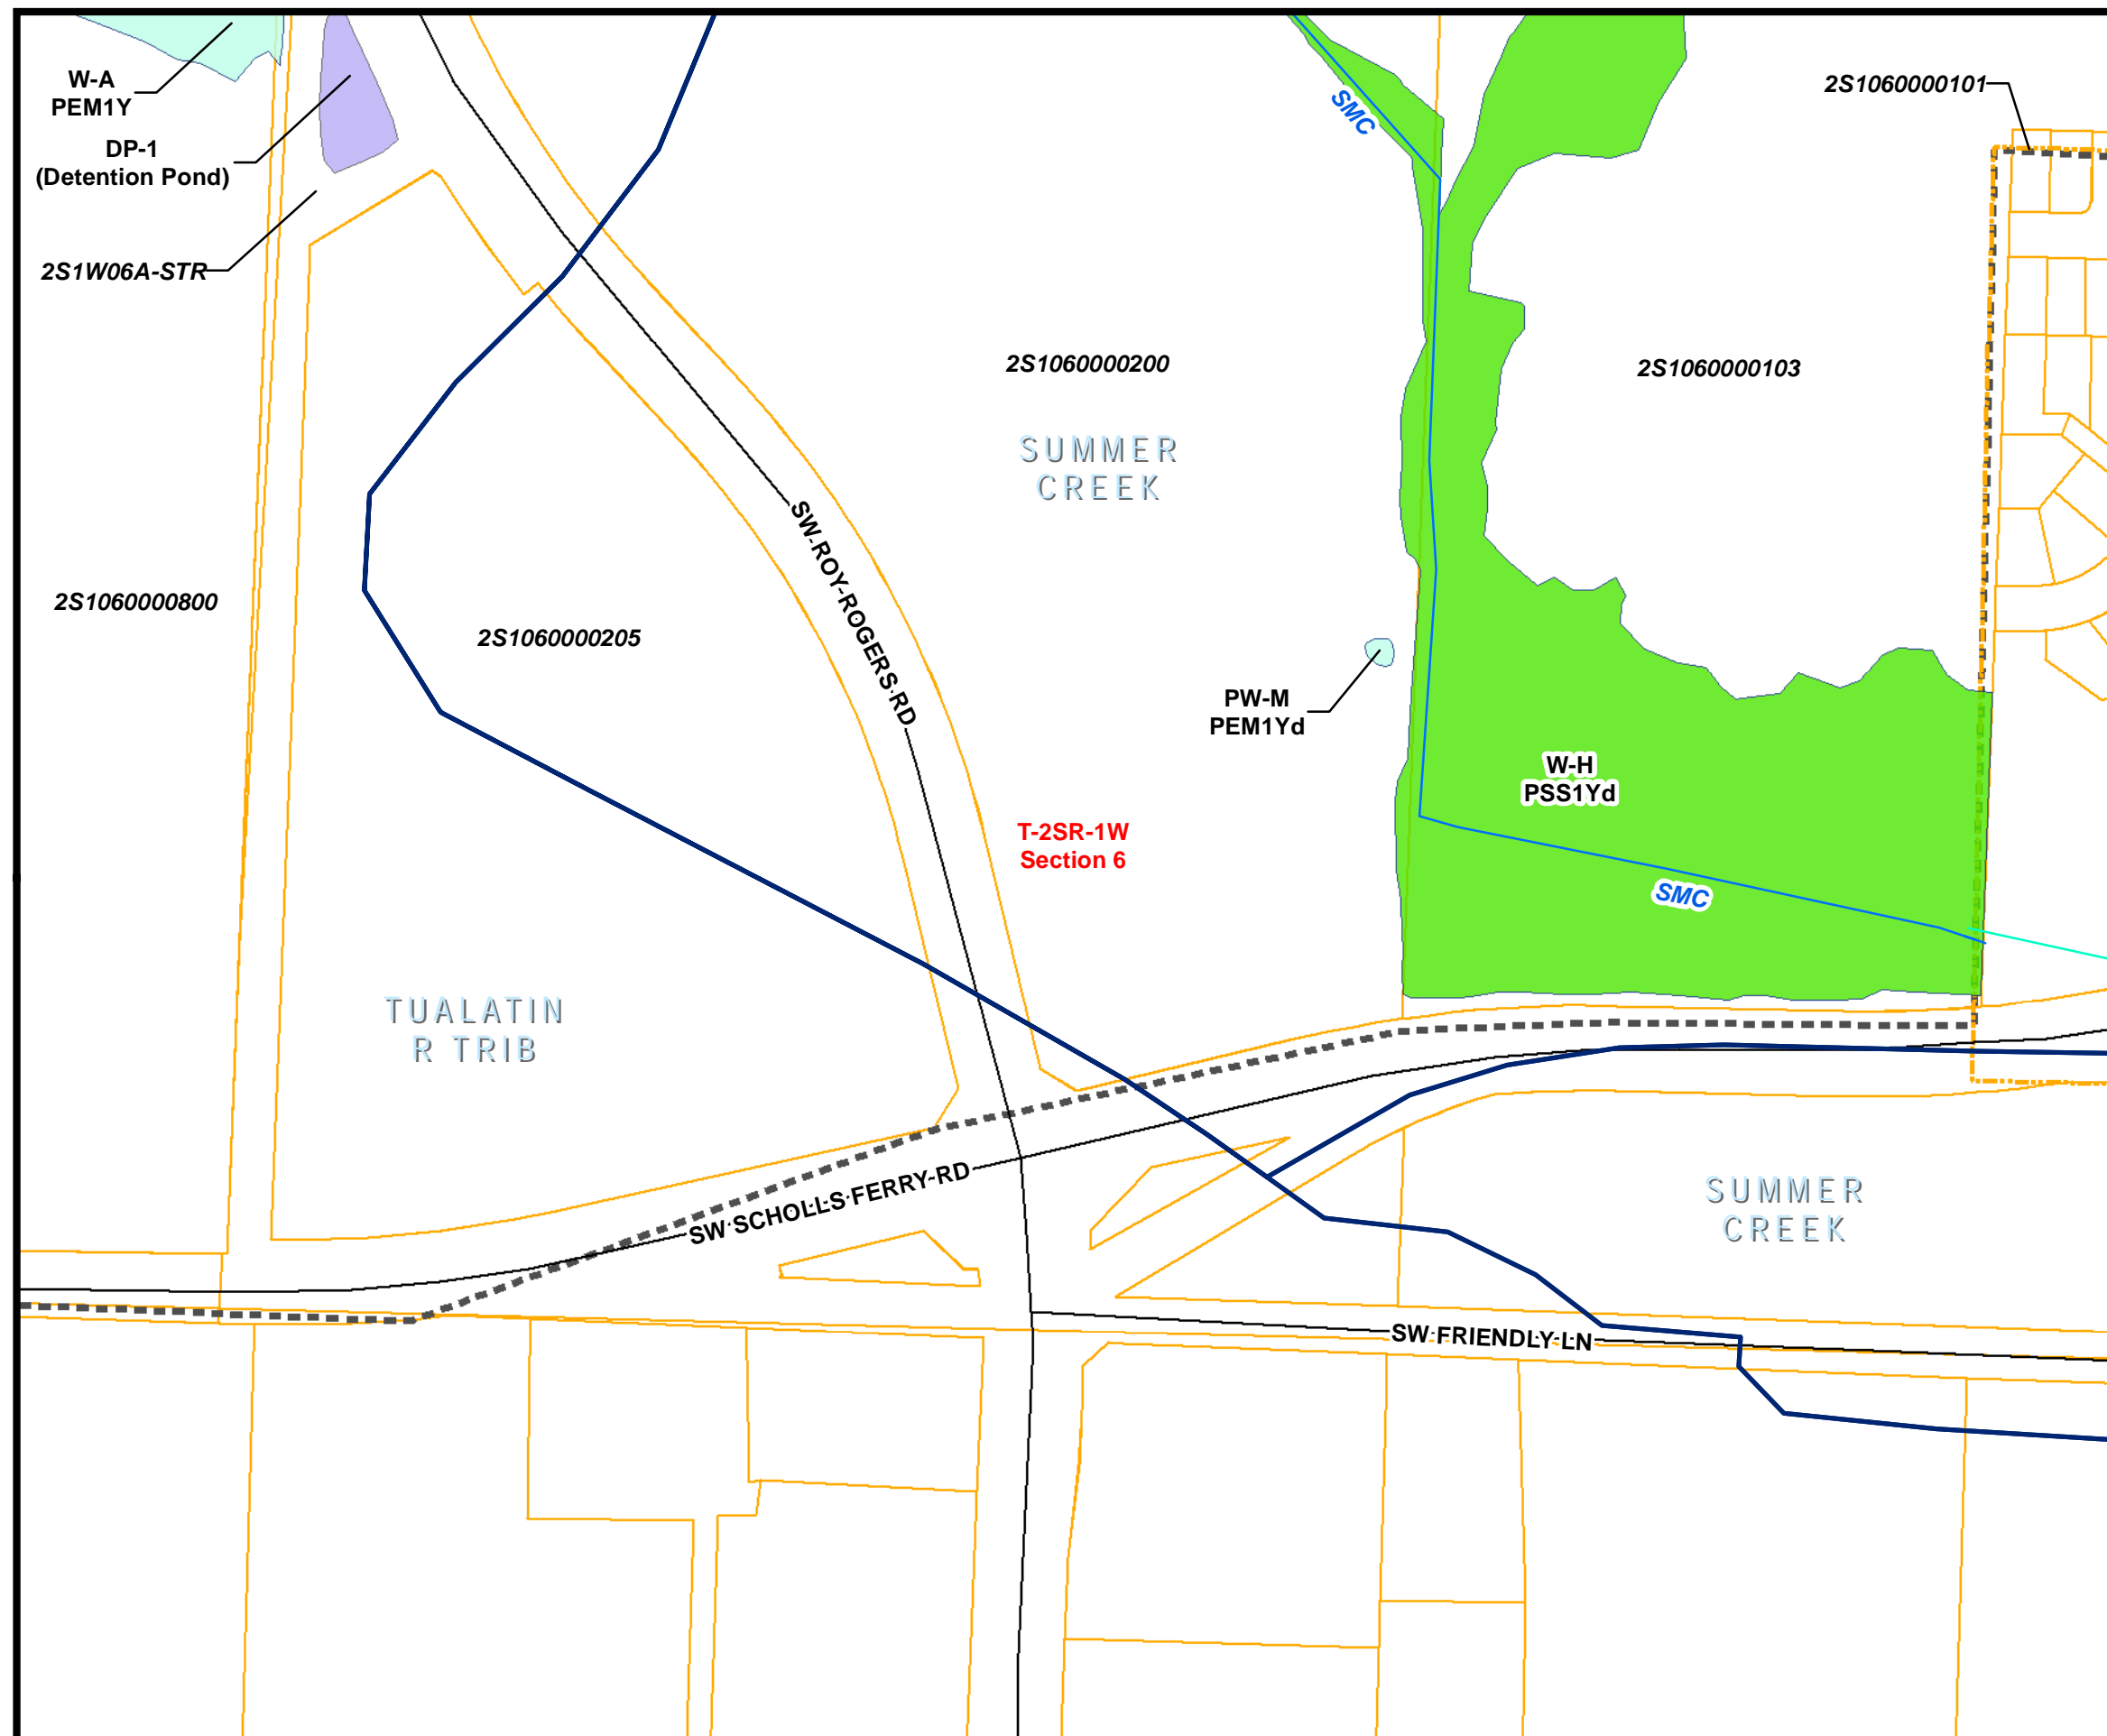 W-A
PEM1Y
DP-1
(Detention Pond)
2S1W06A-STR
2S1060000101
SMC
2S1060000200
2S1060000103
SUMMER
CREEK
SW ROY ROGERS RD
2S1060000800
2S1060000205
PW-M
PEM1Yd
W-H
PSS1Yd
T-2SR-1W
Section 6
SMC
TUALATIN
R TRIB
SW SCHOLLS FERRY RD
SUMMER
CREEK
SW FRIENDLY LN